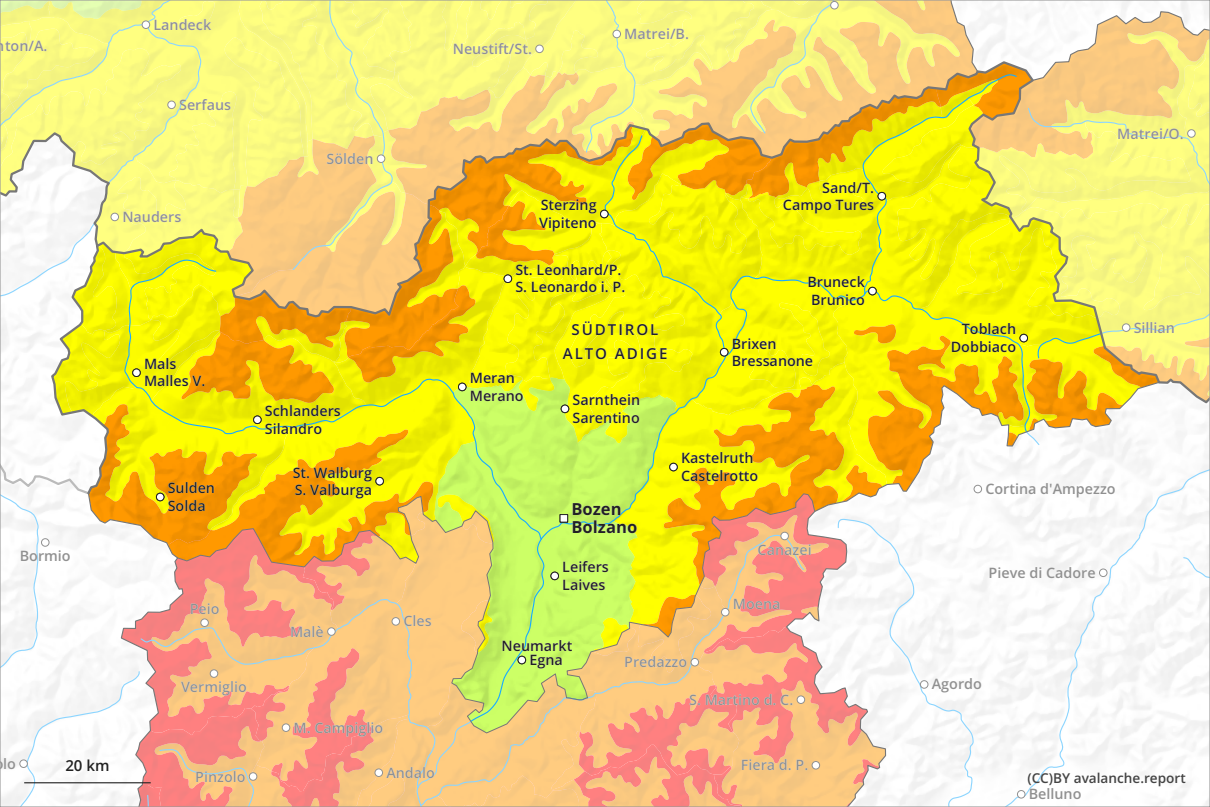 Landeck
nton/A.
Neustift/St.
Matrei/B.
Serfaus
Matrei/O.
Sölden
Nauders
Sand/T.
Campo Tures
Sterzing
Vipiteno
St. Leonhard/P.
S. Leonardo i. P.
Bruneck
Brunico
SÜDTIROL
ALTO ADIGE
Toblach
Dobbiaco
Sillian
Brixen
Bressanone
Mals
Malles V.
Meran
Merano
Schlanders
Silandro
Sarnthein
Sarentino
St. Walburg
S. Valburga
Kastelruth
Castelrotto
Sulden
Solda
Cortina d'Ampezzo
Bozen
Bolzano
Bormio
Canazei
Leifers
Laives
Pieve di Cadore
Peio
Moena
Cles
Malè
Neumarkt
Egna
Predazzo
Vermiglio
Agordo
S. Martino d. C.
M. Campiglio
olo
20 km
Pinzolo
Andalo
Fiera d. P.
(CC)BY avalanche.report
Belluno